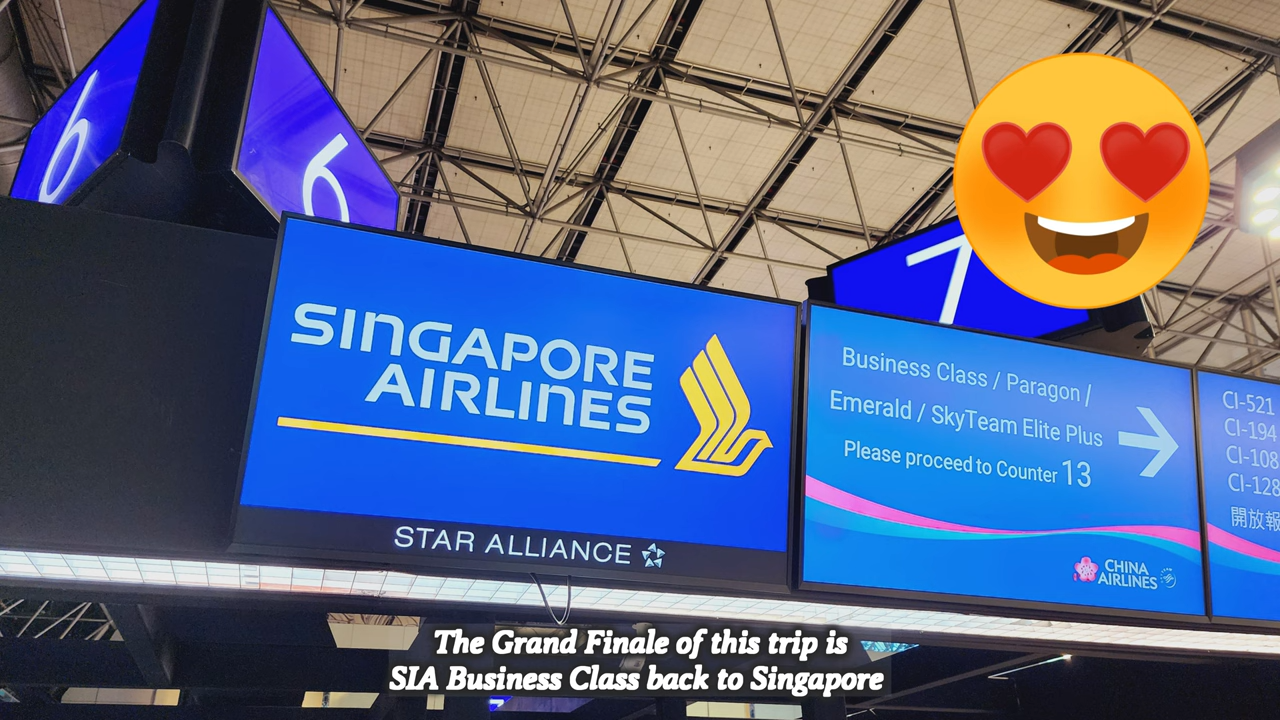 6
6
7
SINGAPORE
AIRLINES
STAR ALLIANCE
Business Class / Paragon /
Emerald / SkyTeam Elite Plus
Please proceed to Counter 13
CHINA
AIRLINES
CI-521
CI-194
CI-108
CI-128
開放報
The Grand Finale of this trip is
SIA Business Class back to Singapore